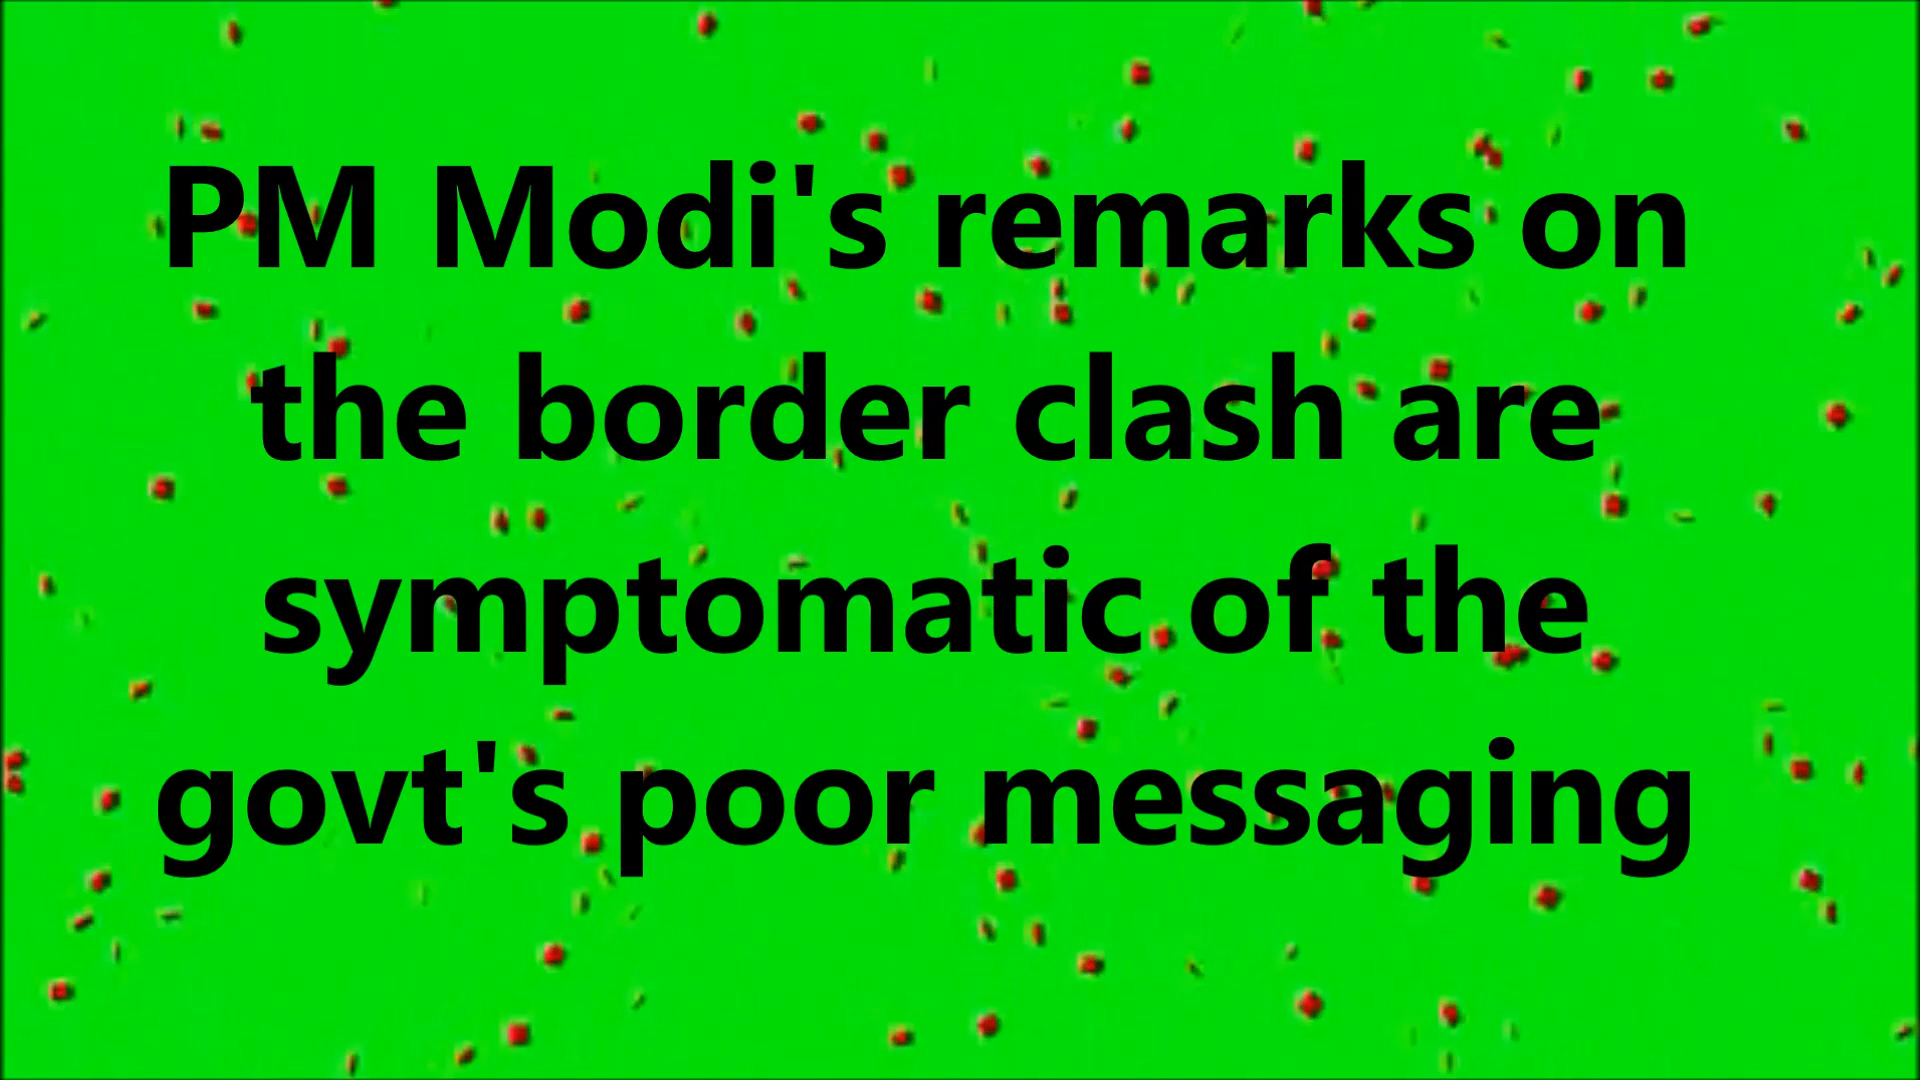 PM Modi's remarks on
the border clash are
symptomatic of the
govt's poor messaging